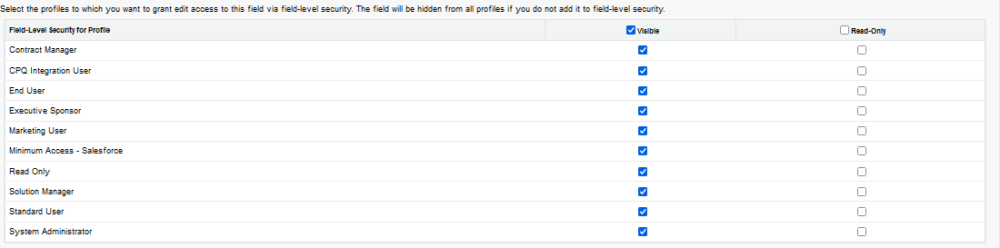 Select the profiles to which you want to grant edit access to this field via field-level security. The field will be hidden from all profiles if you do not add it to field-level security.
Field-Level Security for Profile Visible Read-Only
Contract Manager
CPQ Integration User
End User
Executive Sponsor
Marketing User
Minimum Access - Salesforce
Read Only
Solution Manager
Standard User
System Administrator